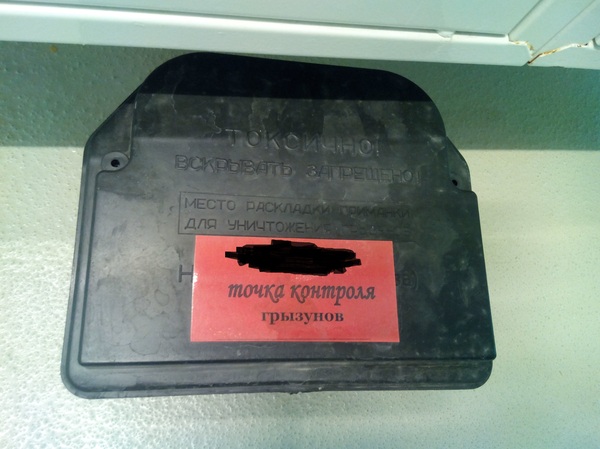 ТОКСИЧНО!
ВСКРЫВАТЬ ЗАПРЕЩЕНО!
МЕСТО РАСКЛАДКИ ПРИМАНКИ
ДЛЯ УНИЧТОЖЕНИЯ
точка контроля
грызунов